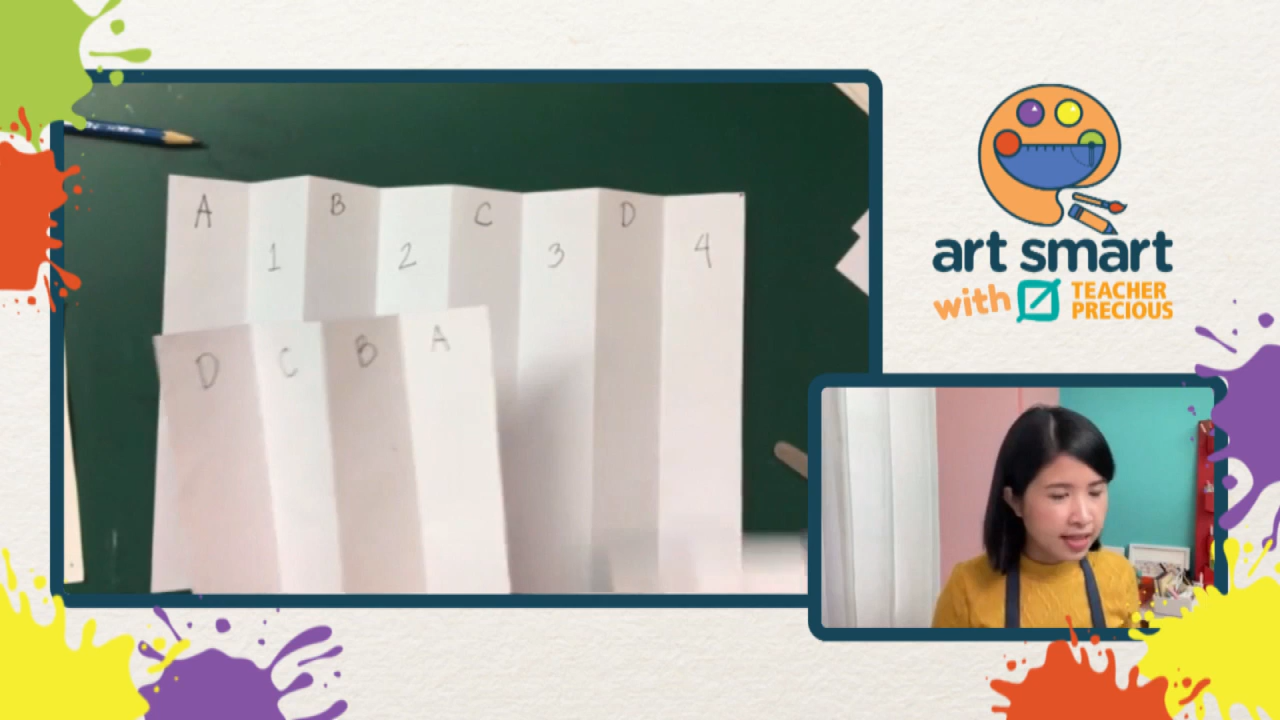 A B C D
1 2 3 4
D C B A
art smart
with TEACHER
PRECIOUS